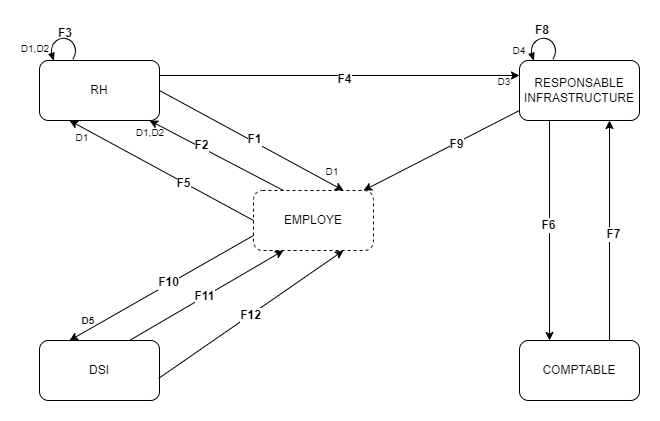 F3
D1,D2
RH
F4
F8
D4
D3
RESPONSABLE
INFRASTRUCTURE
D1
D1,D2
F2
F1
F5
D1
F9
EMPLOYE
F6
F7
F10
F11
F12
D5
DSI
COMPTABLE